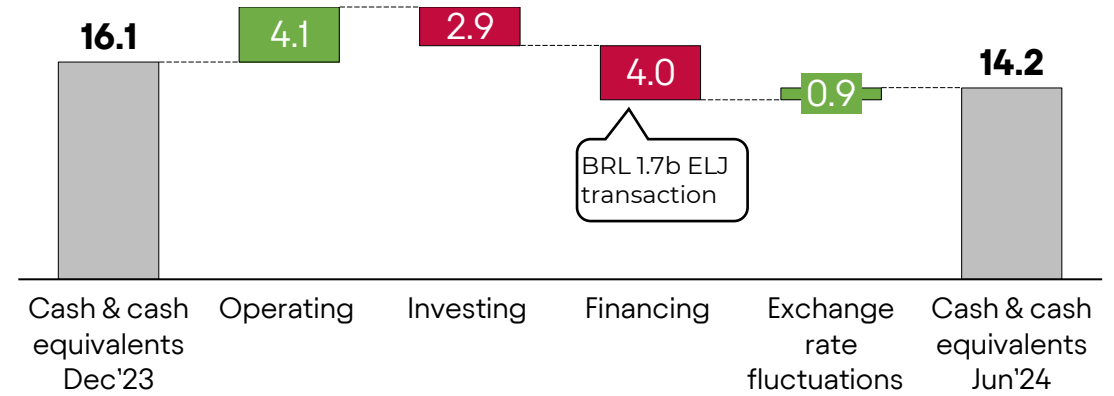 16.1
4.1
2.9
4.0
0.9
14.2
BRL 1.7b ELJ
transaction
Cash & cash
equivalents
Dec'23
Operating
Investing
Financing
Exchange
rate
fluctuations
Cash & cash
equivalents
Jun'24